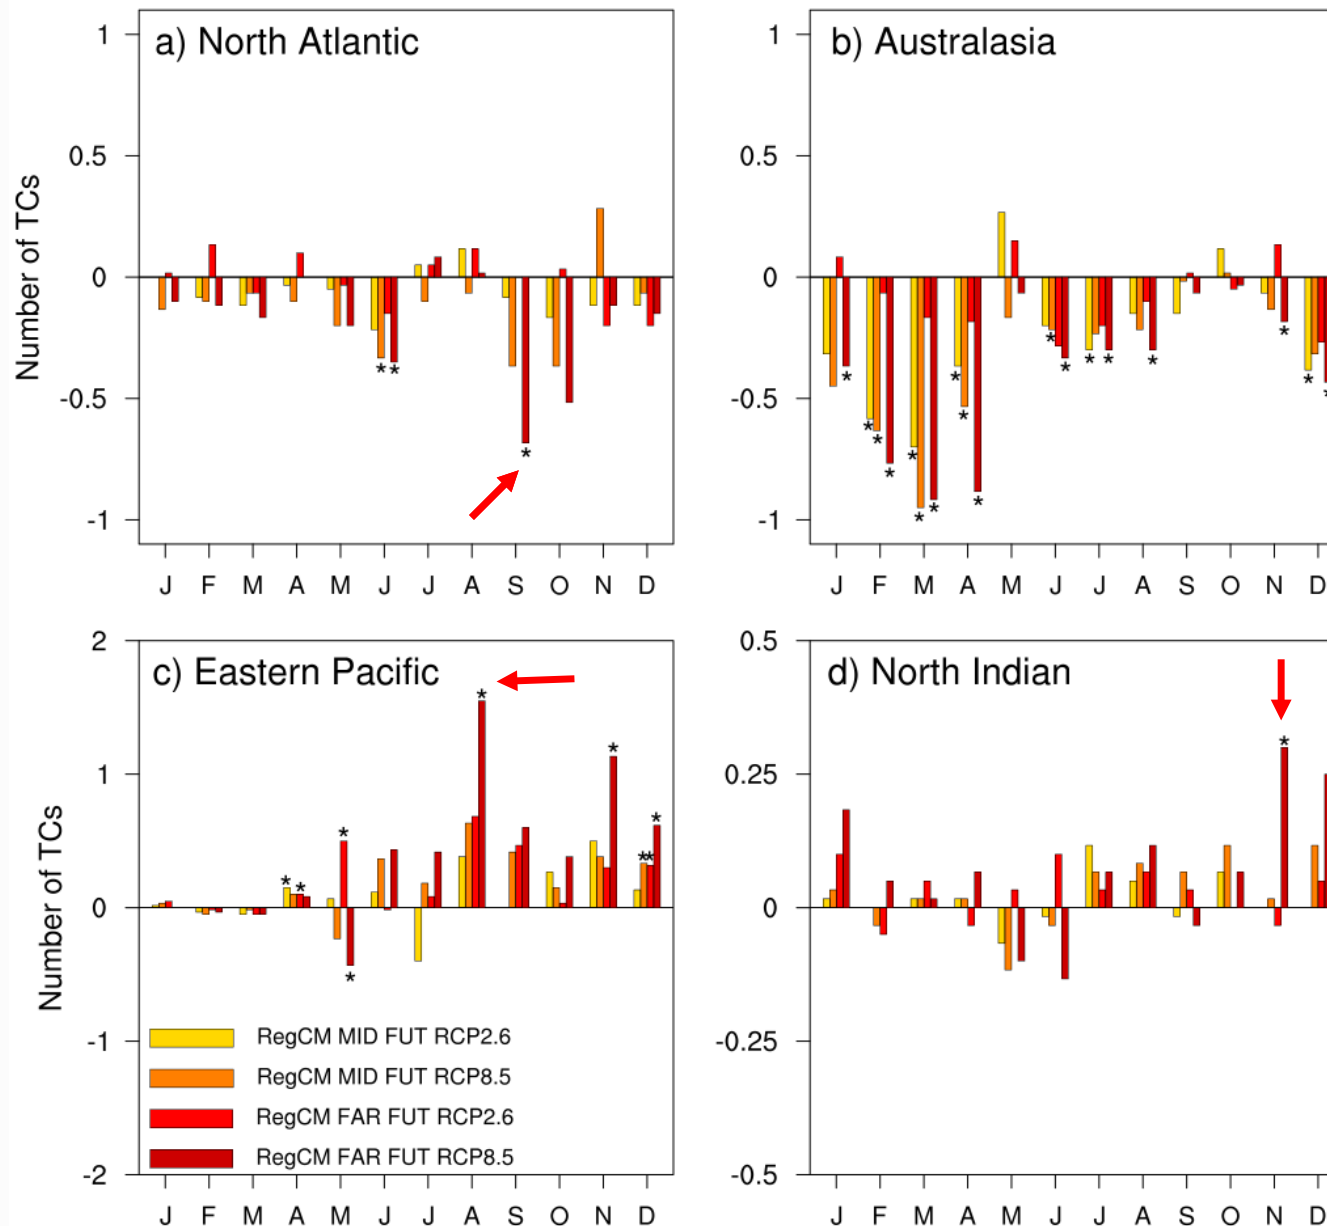 a) North Atlantic
1
0.5
0
-0.5
-1
Number of TCs
J F M A M J J A S O N D
* *
*
b) Australasia
1
0.5
0
-0.5
-1
J F M A M J J A S O N D
* * * * * * * * * * * * * * * * *
c) Eastern Pacific
2
1
0
-1
-2
Number of TCs
* * * * * * ** *
RegCM MID FUT RCP2.6
RegCM MID FUT RCP8.5
RegCM FAR FUT RCP2.6
RegCM FAR FUT RCP8.5
J F M A M J J A S O N D
d) North Indian
0.5
0.25
0
-0.25
-0.5
*
J F M A M J J A S O N D